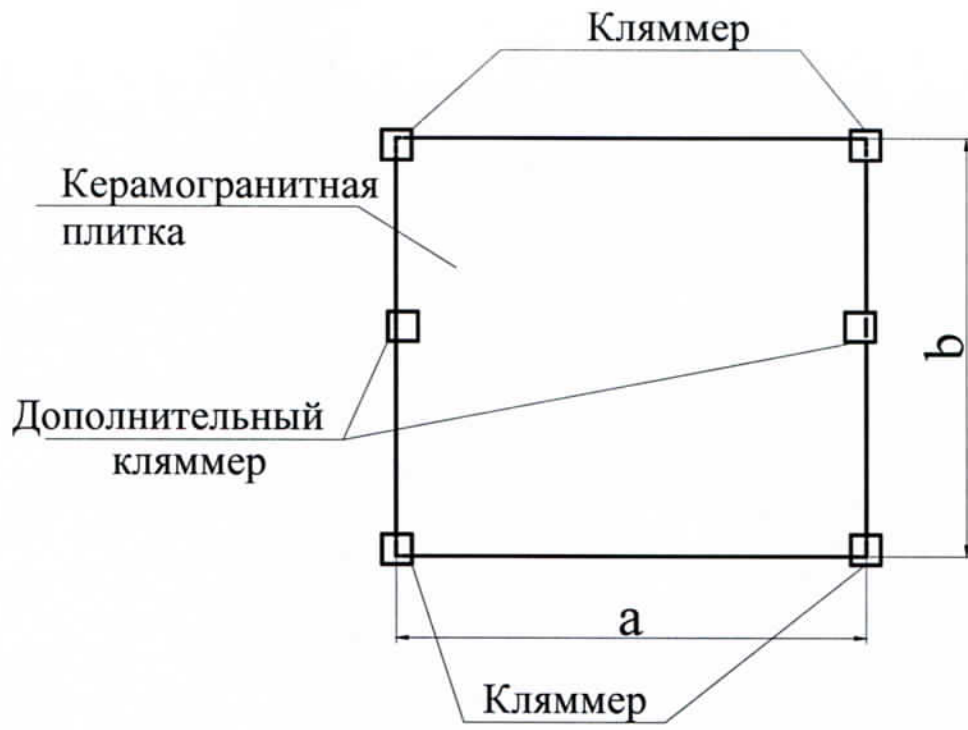 Кляммер
Керамогранитная
плитка
Дополнительный
кляммер
b
a
Кляммер